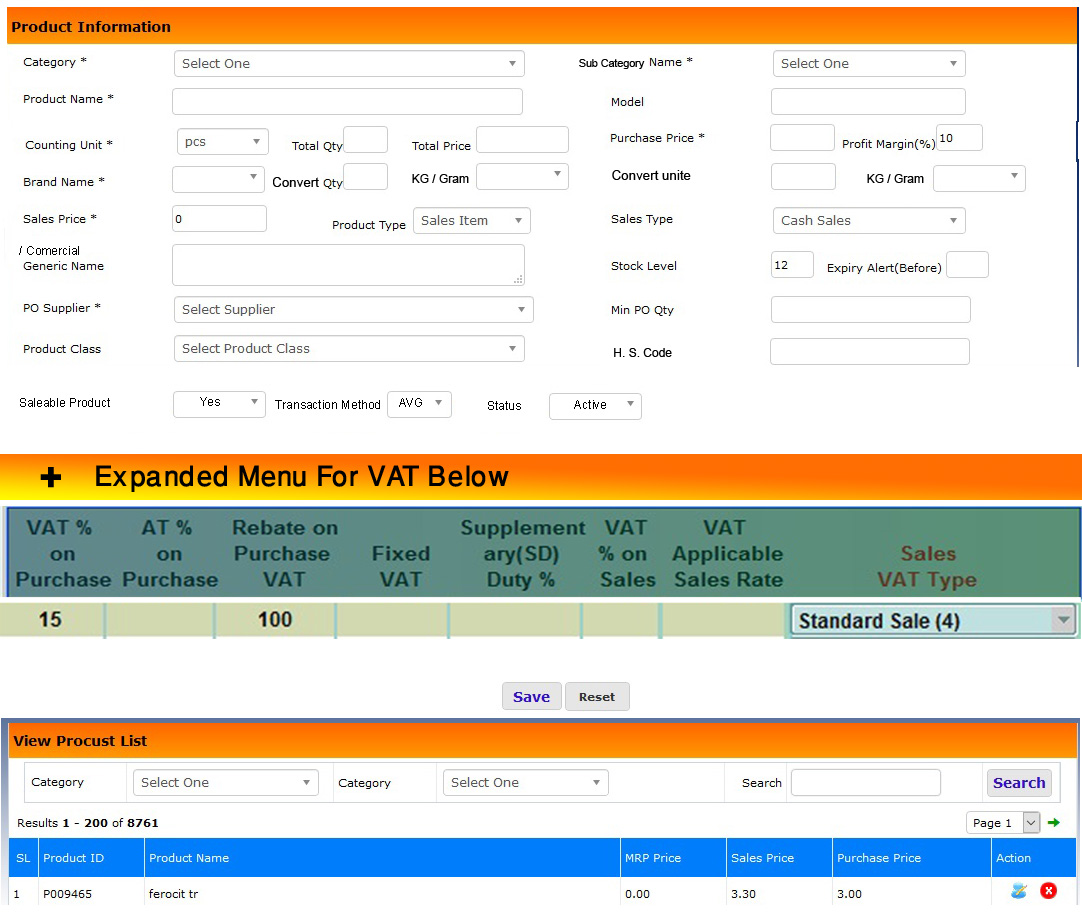 Product Information
Category * Select One Sub Category Name * Select One
Product Name * Model
Counting Unit * pcs Total Qty Total Price Purchase Price * Profit Margin(%) 10
Brand Name * Convert Qty KG / Gram Convert unite KG / Gram
Sales Price * 0 Product Type Sales Item Sales Type Cash Sales
/ Comercial
Generic Name Stock Level 12 Expiry Alert(Before)
PO Supplier * Select Supplier Min PO Qty
Product Class Select Product Class H. S. Code
Saleable Product Yes Transaction Method AVG Status Active
+ Expanded Menu For VAT Below
VAT % AT % Rebate on Supplement VAT VAT
on on Purchase Fixed ary(SD) % on Applicable Sales
Purchase Purchase VAT VAT Duty % Sales Sales Rate VAT Type
15 100 Standard Sale (4)
Save Reset
View Procust List
Category Select One Category Select One Search Search
Results 1 - 200 of 8761 Page 1
SL Product ID Product Name MRP Price Sales Price Purchase Price Action
1 P009465 ferocit tr 0.00 3.30 3.00